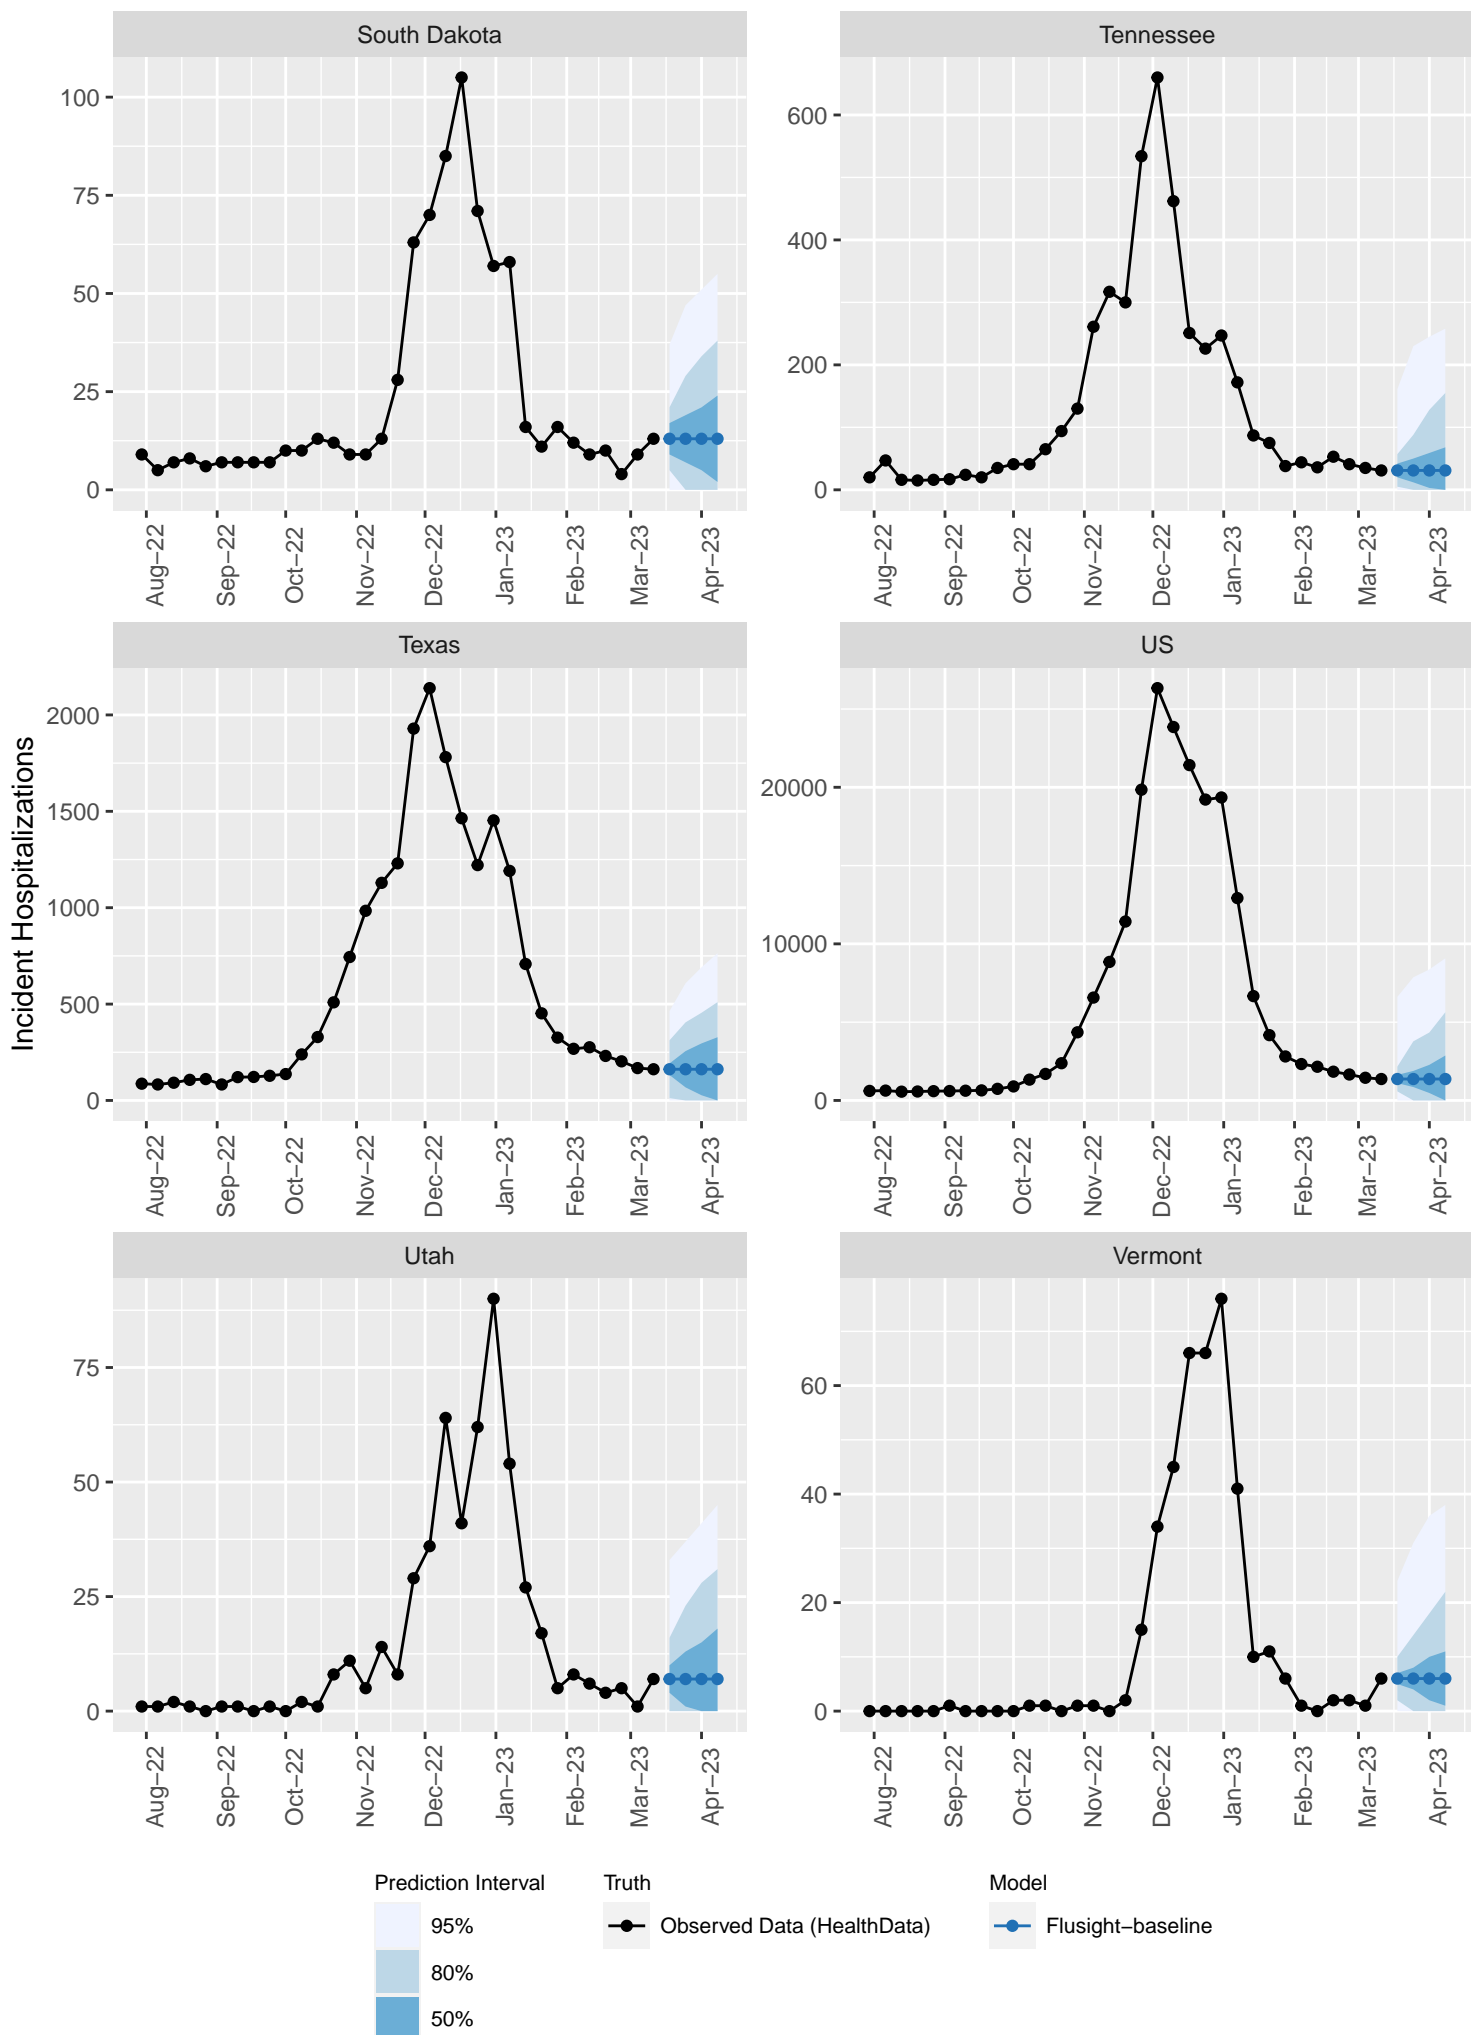 South Dakota
Tennessee
100
75
50
25
0
600
400
200
0
Aug−22 Sep−22 Oct−22 Nov−22 Dec−22 Jan−23 Feb−23 Mar−23 Apr−23
Aug−22 Sep−22 Oct−22 Nov−22 Dec−22 Jan−23 Feb−23 Mar−23 Apr−23
Incident Hospitalizations
Texas
US
2000
1500
1000
500
0
20000
10000
0
Aug−22 Sep−22 Oct−22 Nov−22 Dec−22 Jan−23 Feb−23 Mar−23 Apr−23
Aug−22 Sep−22 Oct−22 Nov−22 Dec−22 Jan−23 Feb−23 Mar−23 Apr−23
Utah
Vermont
75
50
25
0
60
40
20
0
Aug−22 Sep−22 Oct−22 Nov−22 Dec−22 Jan−23 Feb−23 Mar−23 Apr−23
Aug−22 Sep−22 Oct−22 Nov−22 Dec−22 Jan−23 Feb−23 Mar−23 Apr−23
Prediction Interval
95%
80%
50%
Truth
Observed Data (HealthData)
Model
Flusight−baseline